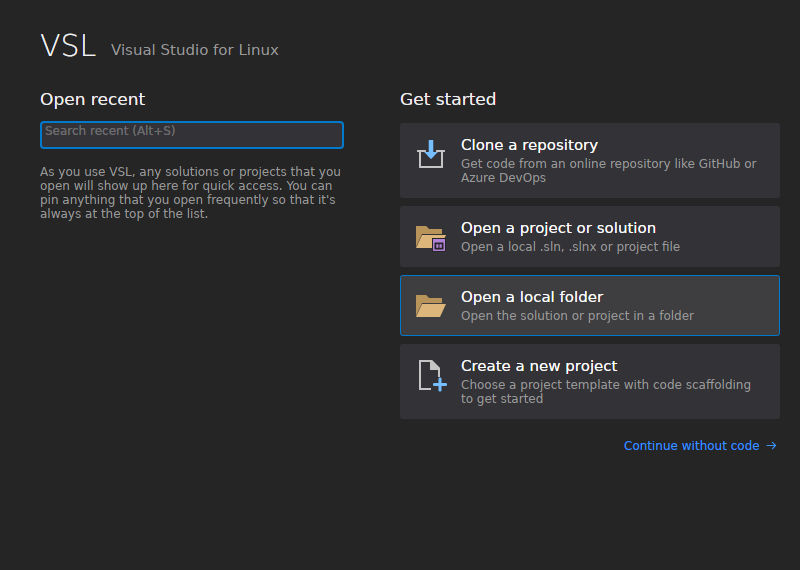 VSL Visual Studio for Linux
Open recent
Search recent (Alt+S)
As you use VSL, any solutions or projects that you
open will show up here for quick access. You can
pin anything that you open frequently so that it's
always at the top of the list.
Get started
Clone a repository
Get code from an online repository like GitHub or
Azure DevOps
Open a project or solution
Open a local .sln, .slnx or project file
Open a local folder
Open the solution or project in a folder
Create a new project
Choose a project template with code scaffolding
to get started
Continue without code →